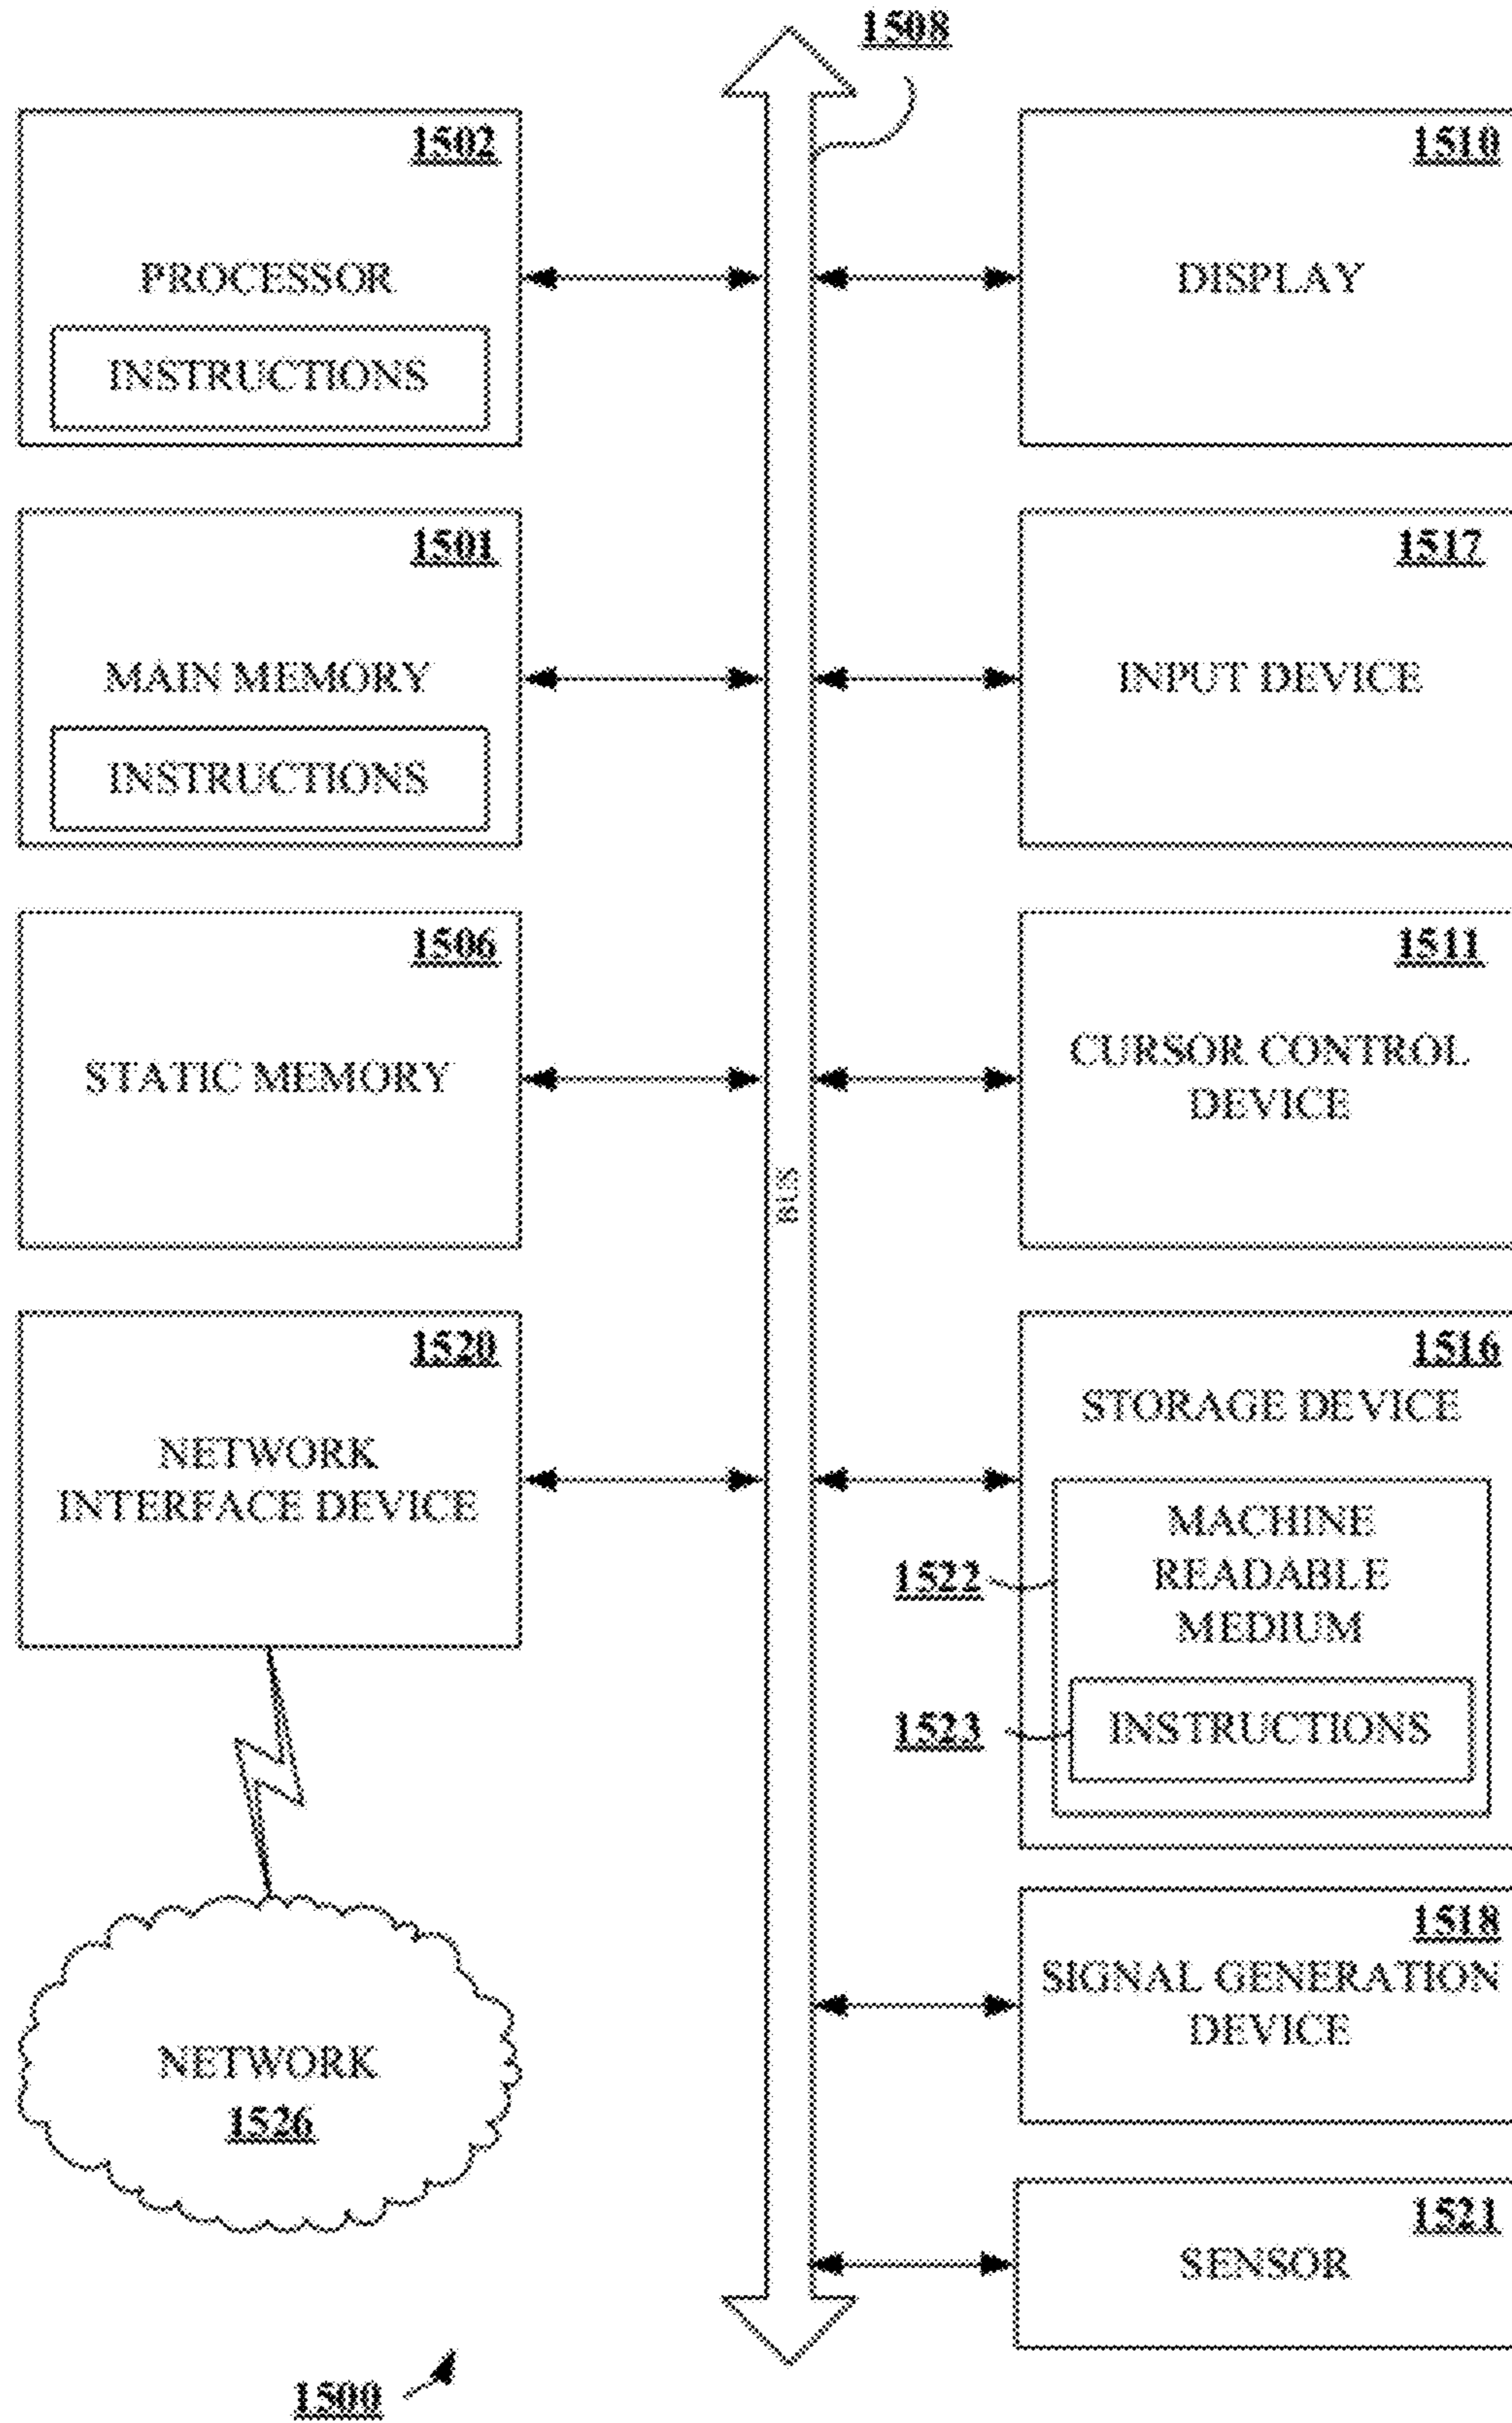 1508
1502
PROCESSOR
INSTRUCTIONS
1510
DISPLAY
1501
MAIN MEMORY
INSTRUCTIONS
1517
INPUT DEVICE
1506
STATIC MEMORY
1511
CURSOR CONTROL
DEVICE
BUS
1520
NETWORK
INTERFACE DEVICE
1516
STORAGE DEVICE
MACHINE
READABLE
MEDIUM
1522
INSTRUCTIONS
1523
1518
SIGNAL GENERATION
DEVICE
NETWORK
1526
1521
SENSOR
1500